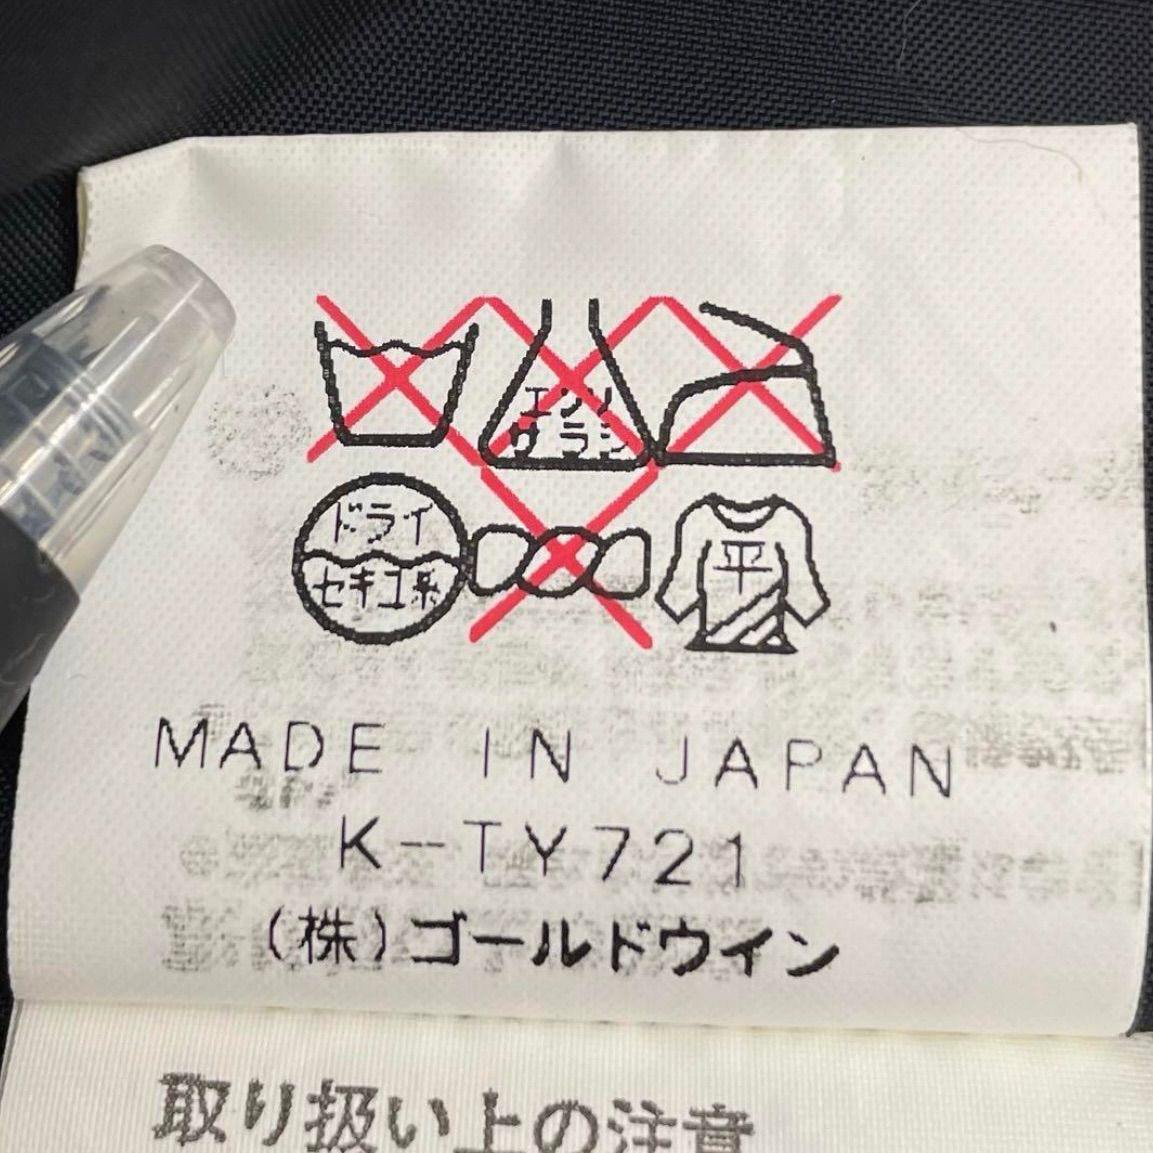 エンソ
サラシ
ドライ
セキユ系
平
MADE IN JAPAN
K-TY721
(株)ゴールドウイン
取り扱い上の注意